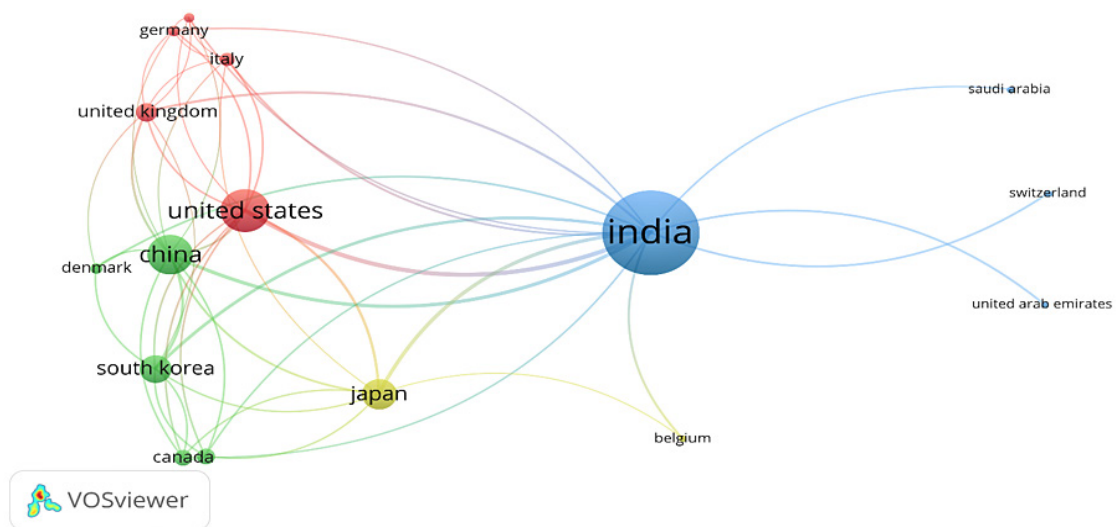 germany
italy
united kingdom
united states
china
denmark
south korea
japan
canada
india
saudi arabia
switzerland
united arab emirates
belgium
VOSviewer